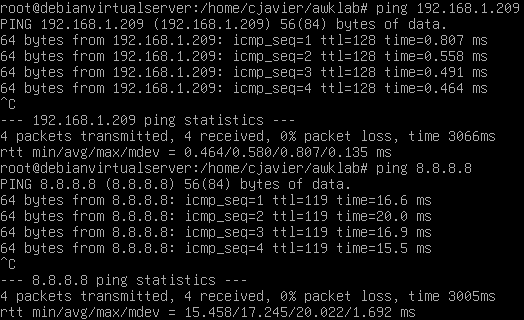 root@debianvirtualserver:/home/cjavier/awklab# ping 192.168.1.209
PING 192.168.1.209 (192.168.1.209) 56(84) bytes of data.
64 bytes from 192.168.1.209: icmp_seq=1 ttl=128 time=0.807 ms
64 bytes from 192.168.1.209: icmp_seq=2 ttl=128 time=0.558 ms
64 bytes from 192.168.1.209: icmp_seq=3 ttl=128 time=0.491 ms
64 bytes from 192.168.1.209: icmp_seq=4 ttl=128 time=0.464 ms
^C
--- 192.168.1.209 ping statistics ---
4 packets transmitted, 4 received, 0% packet loss, time 3066ms
rtt min/avg/max/mdev = 0.464/0.580/0.807/0.135 ms
root@debianvirtualserver:/home/cjavier/awklab# ping 8.8.8.8
PING 8.8.8.8 (8.8.8.8) 56(84) bytes of data.
64 bytes from 8.8.8.8: icmp_seq=1 ttl=119 time=16.6 ms
64 bytes from 8.8.8.8: icmp_seq=2 ttl=119 time=20.0 ms
64 bytes from 8.8.8.8: icmp_seq=3 ttl=119 time=16.9 ms
64 bytes from 8.8.8.8: icmp_seq=4 ttl=119 time=15.5 ms
^C
--- 8.8.8.8 ping statistics ---
4 packets transmitted, 4 received, 0% packet loss, time 3005ms
rtt min/avg/max/mdev = 15.458/17.245/20.022/1.692 ms